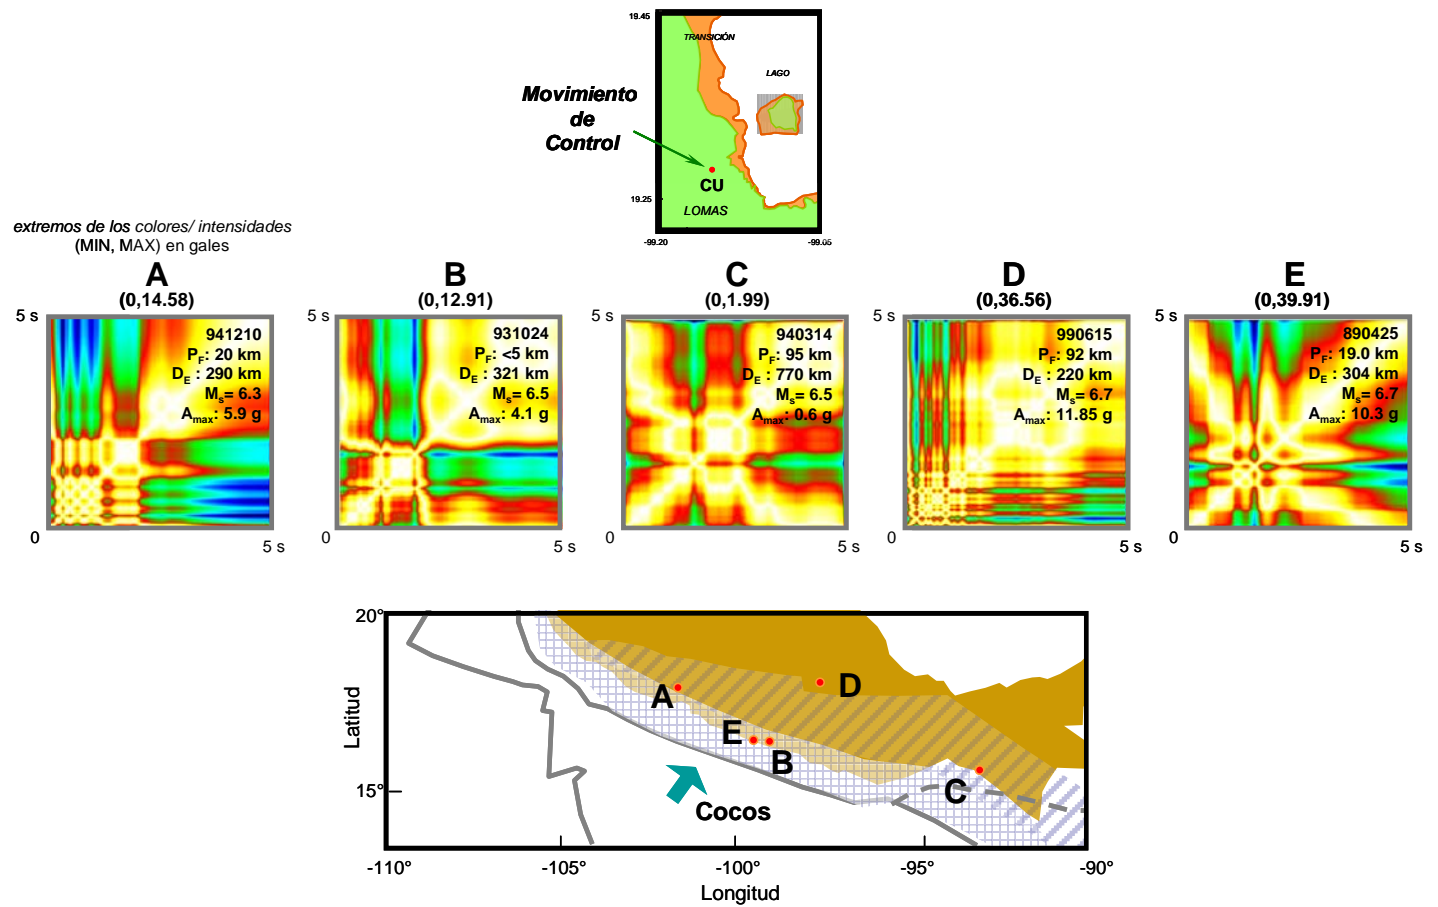 19.45
TRANSICIÓN
LAGO
Movimiento
de
Control
CU
19.25
LOMAS
-99.20
-99.05
extremos de los colores/ intensidades
(MIN, MAX) en gales
A
(0,14.58)
5 s
941210
PF: 20 km
DE : 290 km
Ms= 6.3
Amax: 5.9 g
0
5 s
B
(0,12.91)
5 s
931024
PF: <5 km
DE : 321 km
Ms= 6.5
Amax: 4.1 g
0
5 s
C
(0,1.99)
5 s
940314
PF: 95 km
DE : 770 km
Ms= 6.5
Amax: 0.6 g
0
5 s
D
(0,36.56)
5 s
990615
PF: 92 km
DE : 220 km
Ms= 6.7
Amax: 11.85 g
0
5 s
E
(0,39.91)
5 s
890425
PF: 19.0 km
DE : 304 km
Ms= 6.7
Amax: 10.3 g
0
5 s
20°
15°
Latitud
A
E
B
D
C
Cocos
-110°
-105°
-100°
-95°
-90°
Longitud